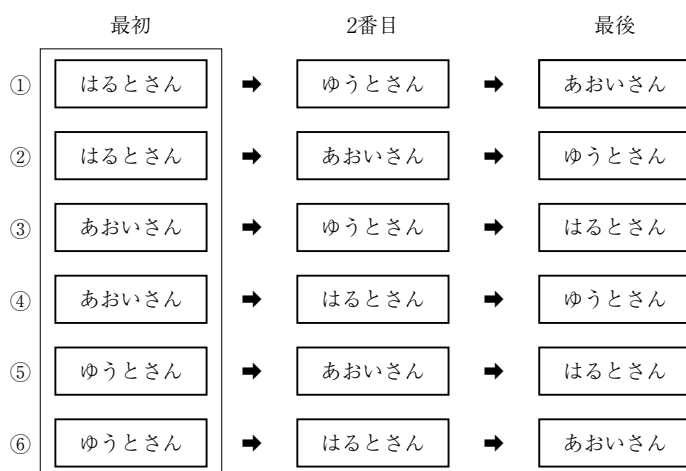 最初 2番目 最後
① はるとさん ➡ ゆうとさん ➡ あおいさん
② はるとさん ➡ あおいさん ➡ ゆうとさん
③ あおいさん ➡ ゆうとさん ➡ はるとさん
④ あおいさん ➡ はるとさん ➡ ゆうとさん
⑤ ゆうとさん ➡ あおいさん ➡ はるとさん
⑥ ゆうとさん ➡ はるとさん ➡ あおいさん